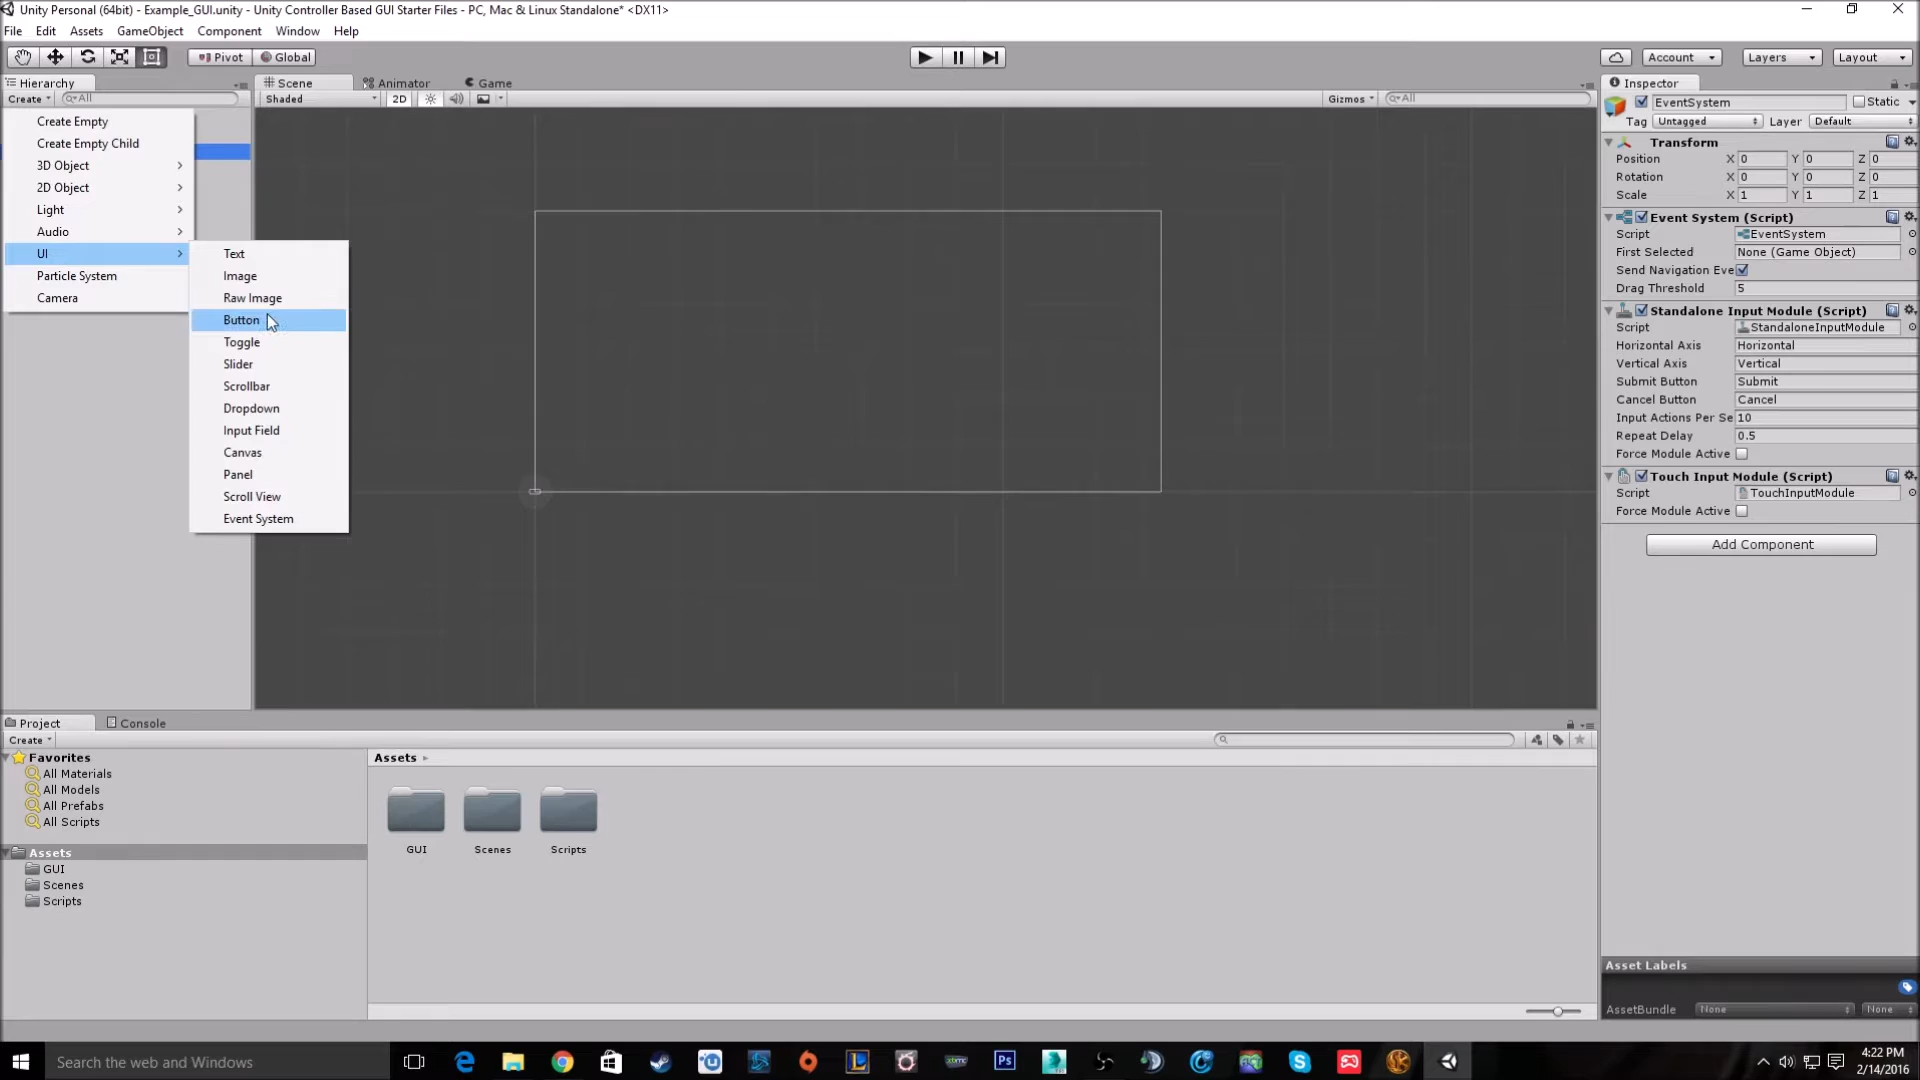 Unity Personal (64bit) - Example_GUI.unity - Unity Controller Based GUI Starter Files - PC, Mac & Linux Standalone* <DX11>
File Edit Assets GameObject Component Window Help
Pivot Global Account Layers Layout
Hierarchy Scene Animator Game Inspector
Create All Shaded 2D Gizmos All
EventSystem Static
Tag Untagged Layer Default
Create Empty
Create Empty Child
3D Object
2D Object
Light
Audio
UI
Particle System
Camera
Text
Image
Raw Image
Button
Toggle
Slider
Scrollbar
Dropdown
Input Field
Canvas
Panel
Scroll View
Event System
Transform
Position X 0 Y 0 Z 0
Rotation X 0 Y 0 Z 0
Scale X 1 Y 1 Z 1
Event System (Script)
Script EventSystem
First Selected None (Game Object)
Send Navigation Eve
Drag Threshold 5
Standalone Input Module (Script)
Script StandaloneInputModule
Horizontal Axis Horizontal
Vertical Axis Vertical
Submit Button Submit
Cancel Button Cancel
Input Actions Per Se 10
Repeat Delay 0.5
Force Module Active
Touch Input Module (Script)
Script TouchInputModule
Force Module Active
Add Component
Project Console
Create
Favorites
All Materials
All Models
All Prefabs
All Scripts
Assets
GUI
Scenes
Scripts
Assets
GUI Scenes Scripts
Asset Labels
AssetBundle None None
Search the web and Windows
Ps
4:22 PM
2/14/2016